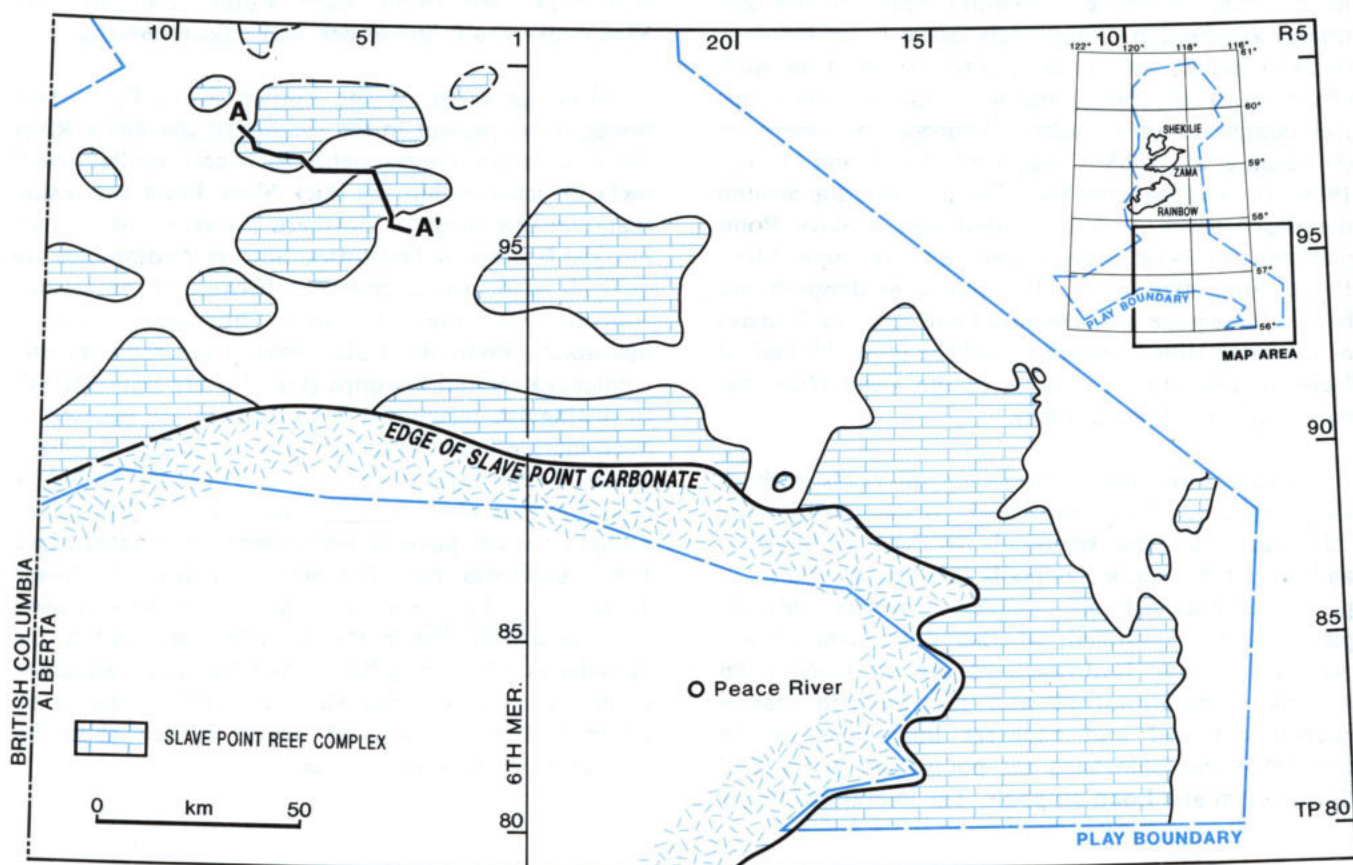 10
5
20
15
10
R5
122°
120°
118°
116°
61°
60°
SHEKILIE
59°
ZAMA
RAINBOW
58°
57°
PLAY BOUNDARY
56°
MAP AREA
A
A'
95
95
90
EDGE OF SLAVE POINT CARBONATE
85
85
Peace River
BRITISH COLUMBIA
ALBERTA
6TH MER.
SLAVE POINT REEF COMPLEX
0 km 50
80
TP 80
PLAY BOUNDARY